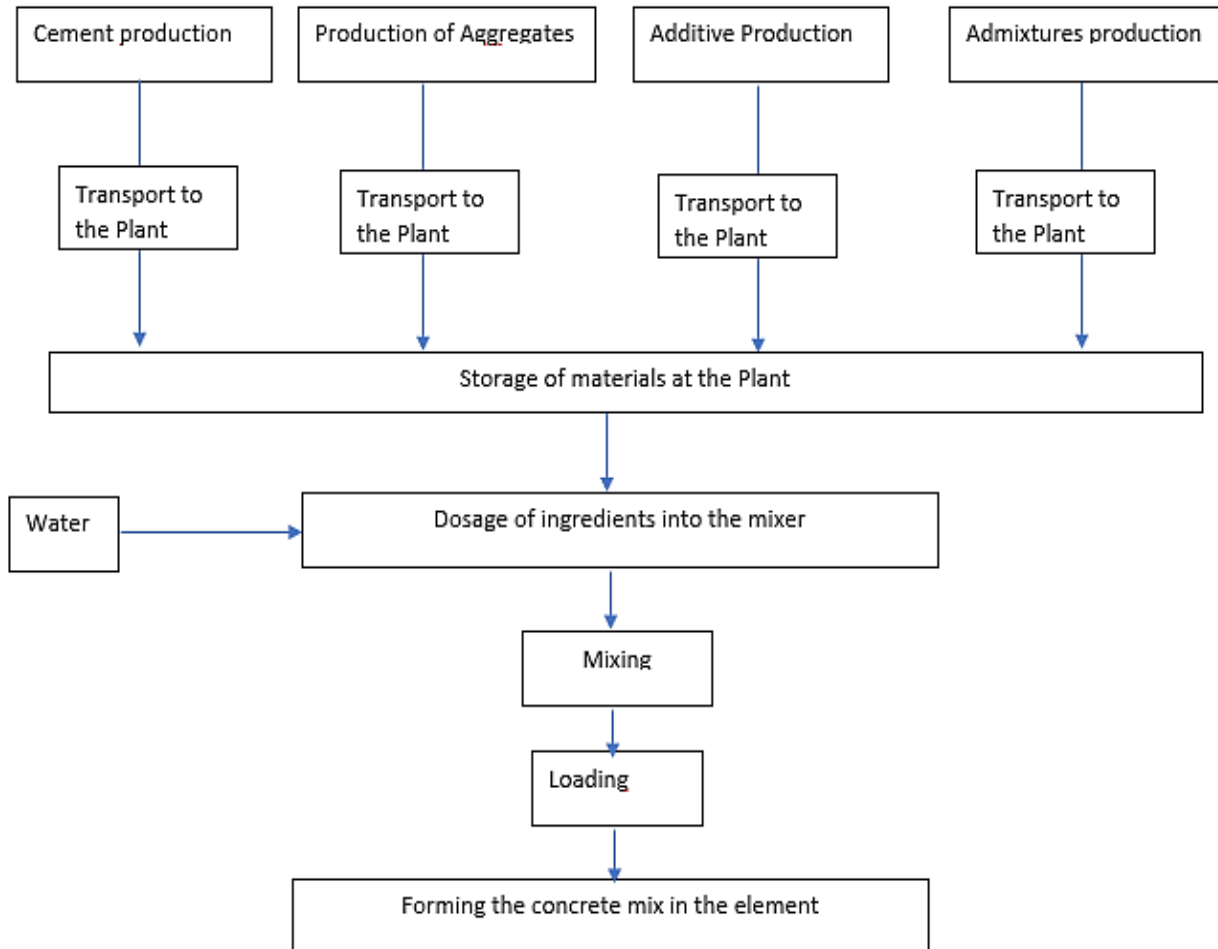 Cement production
Production of Aggregates
Additive Production
Admixtures production
Transport to
the Plant
Transport to
the Plant
Transport to
the Plant
Transport to
the Plant
Storage of materials at the Plant
Water
Dosage of ingredients into the mixer
Mixing
Loading
Forming the concrete mix in the element